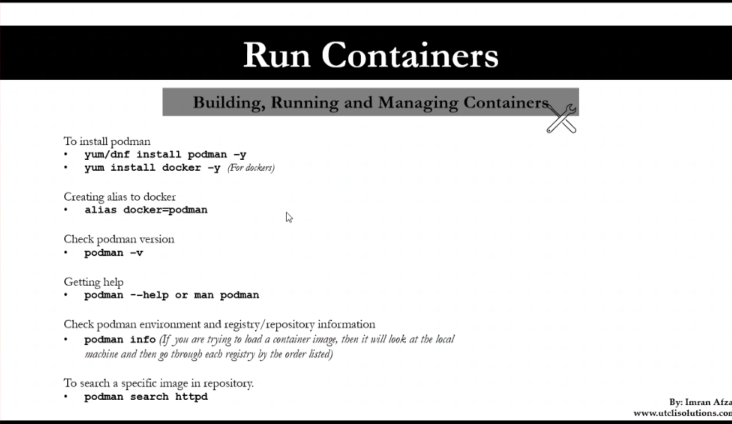 Run Containers
Building, Running and Managing Containers
To install podman
• yum/dnf install podman –y
• yum install docker –y (For dockers)
Creating alias to docker
• alias docker=podman
Check podman version
• podman –v
Getting help
• podman --help or man podman
Check podman environment and registry/repository information
• podman info (If you are trying to load a container image, then it will look at the local
machine and then go through each registry by the order listed)
To search a specific image in repository.
• podman search httpd
By: Imran Afza
www.utclisolutions.com